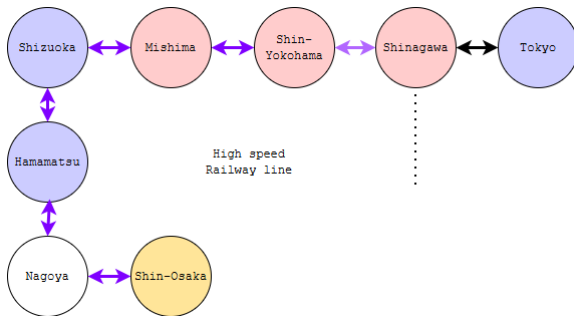 Shizuoka
Mishima
Shin-
Yokohama
Shinagawa
Tokyo
Hamamatsu
High speed
Railway line
Nagoya
Shin-Osaka